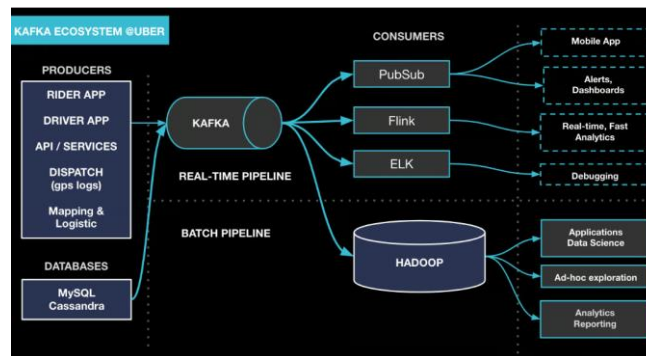 KAFKA ECOSYSTEM @UBER
PRODUCERS
RIDER APP
DRIVER APP
API / SERVICES
DISPATCH
(gps logs)
Mapping &
Logistic
DATABASES
MySQL
Cassandra
KAFKA
REAL-TIME PIPELINE
BATCH PIPELINE
CONSUMERS
PubSub
Flink
ELK
HADOOP
Mobile App
Alerts,
Dashboards
Real-time, Fast
Analytics
Debugging
Applications
Data Science
Ad-hoc exploration
Analytics
Reporting